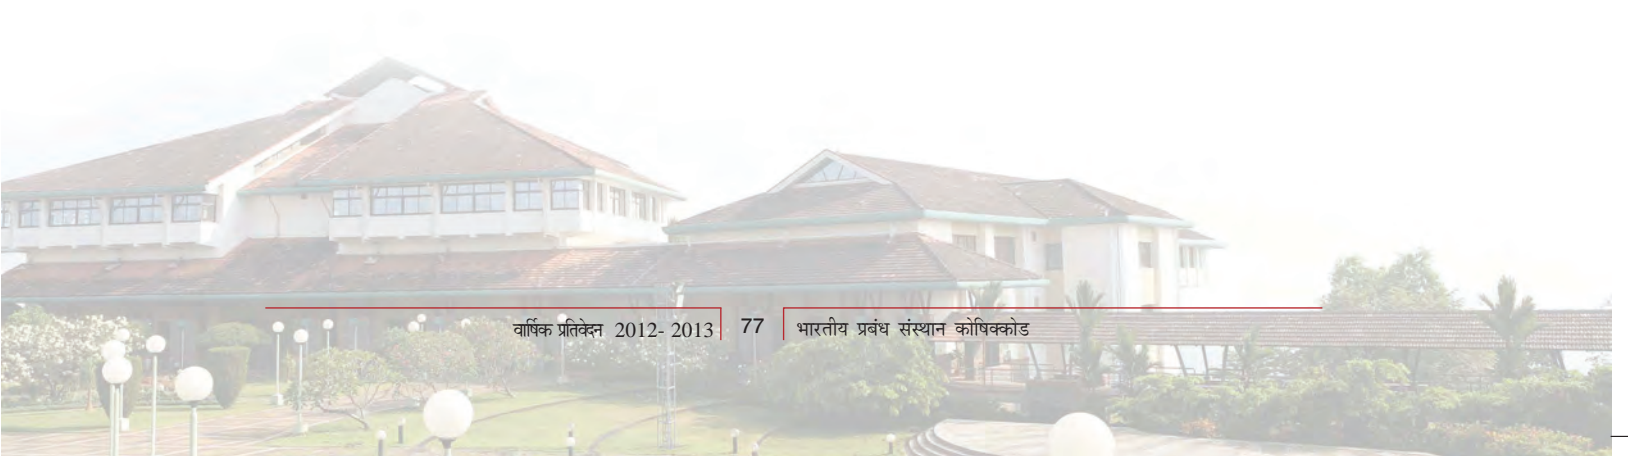 वार्षिक प्रतिवेदन 2012- 2013 77 भारतीय प्रबंध संस्थान कोषिक्कोड